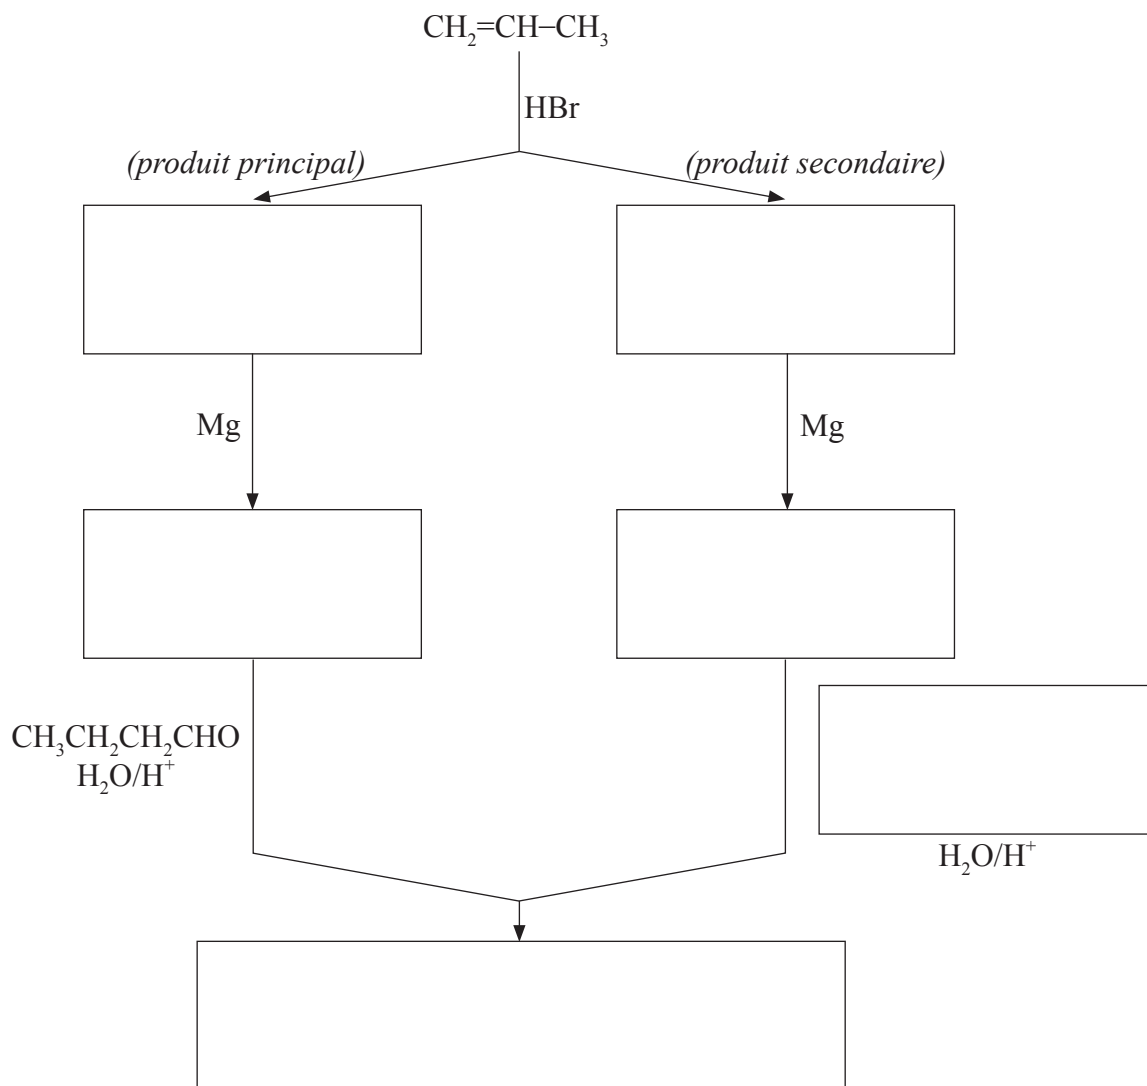 CH₂=CH–CH₃
HBr
(produit principal)
(produit secondaire)
Mg
Mg
CH₃CH₂CH₂CHO
H₂O/H⁺
H₂O/H⁺